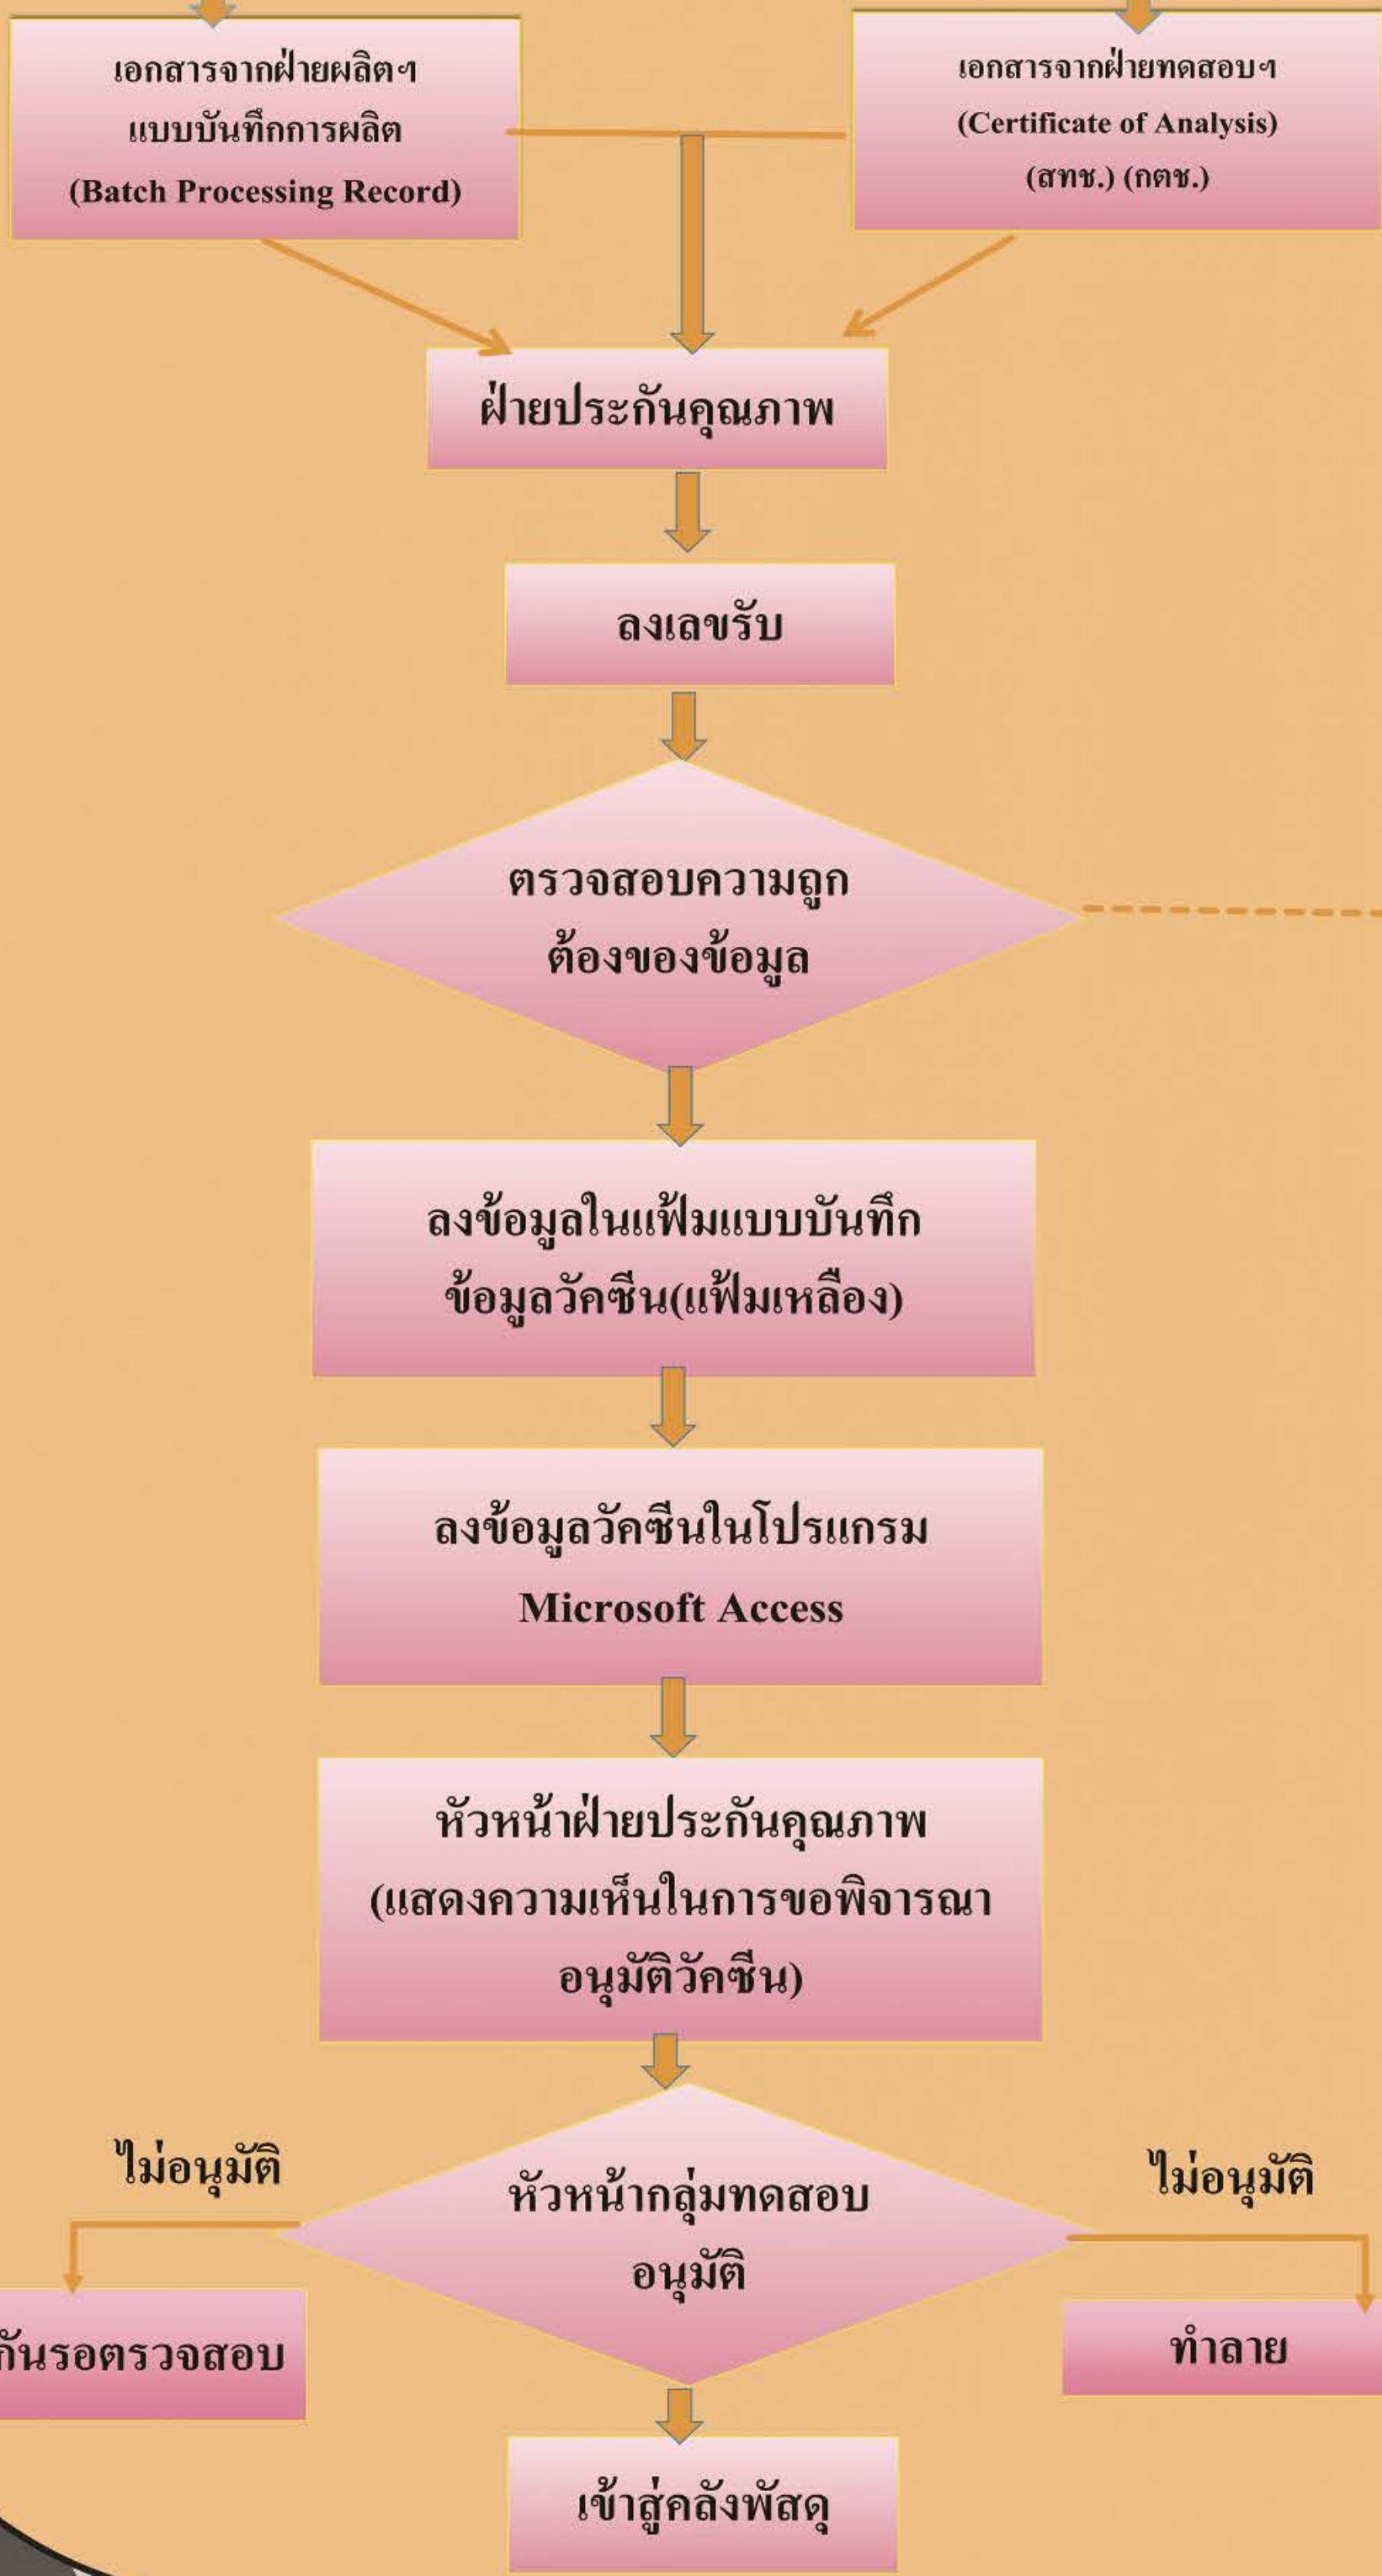 เอกสารจากฝ่ายผลิตฯ
แบบบันทึกการผลิต
(Batch Processing Record)
เอกสารจากฝ่ายทดสอบฯ
(Certificate of Analysis)
(สทช.) (กตช.)
ฝ่ายประกันคุณภาพ
ลงเลขรับ
ตรวจสอบความถูก
ต้องของข้อมูล
ลงข้อมูลในแฟ้มแบบบันทึก
ข้อมูลวัคซีน(แฟ้มเหลือง)
ลงข้อมูลวัคซีนในโปรแกรม
Microsoft Access
หัวหน้าฝ่ายประกันคุณภาพ
(แสดงความเห็นในการขอพิจารณา
อนุมัติวัคซีน)
ไม่อนุมัติ
หัวหน้ากลุ่มทดสอบ
อนุมัติ
ไม่อนุมัติ
กันรอตรวจสอบ
ทำลาย
เข้าสู่คลังพัสดุ